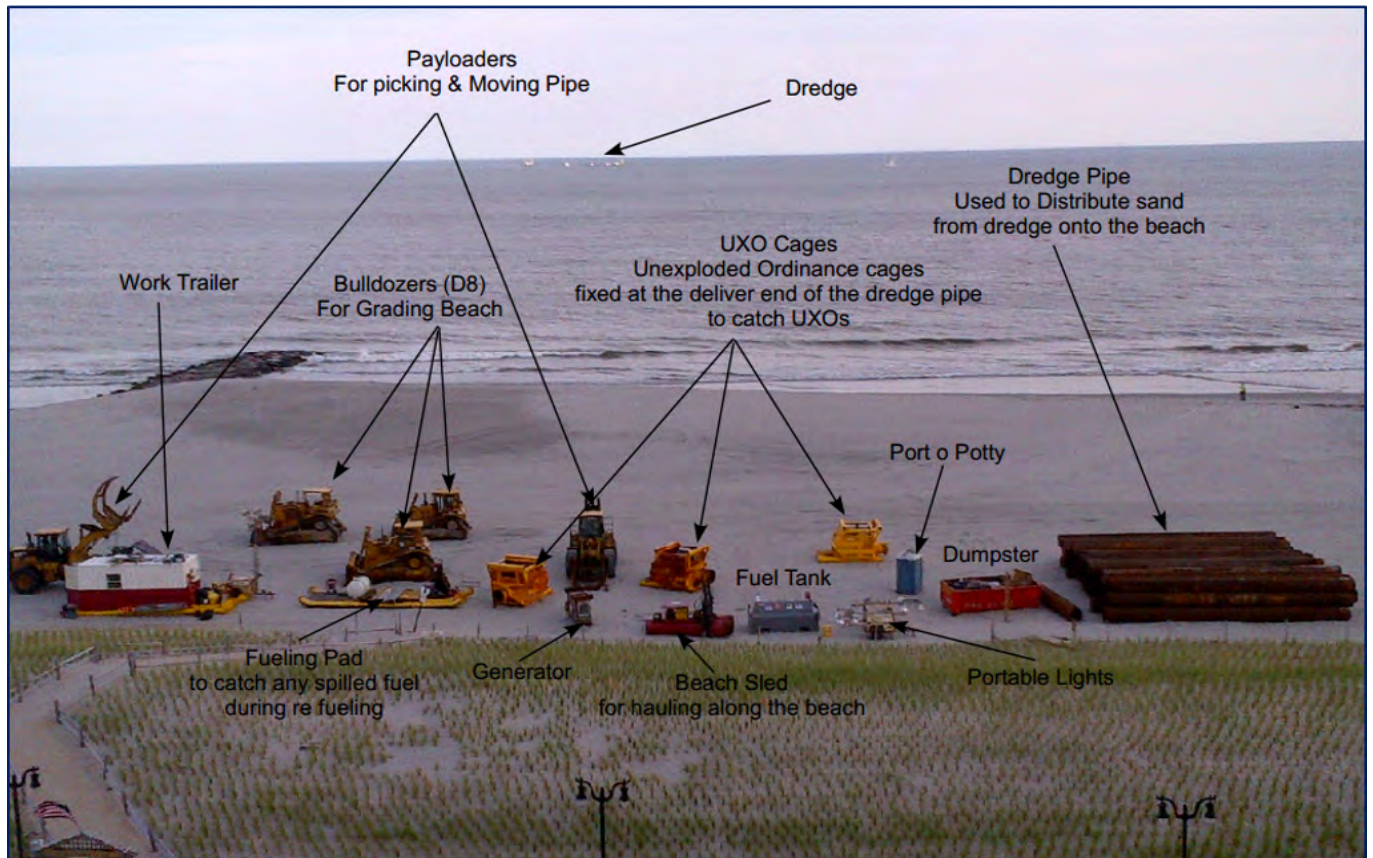 Payloaders
For picking & Moving Pipe
Dredge
Dredge Pipe
Used to Distribute sand
from dredge onto the beach
UXO Cages
Unexploded Ordinance cages
fixed at the deliver end of the dredge pipe
to catch UXOs
Work Trailer
Bulldozers (D8)
For Grading Beach
Port o Potty
Dumpster
Fuel Tank
Fueling Pad
to catch any spilled fuel
during re fueling
Generator
Beach Sled
for hauling along the beach
Portable Lights